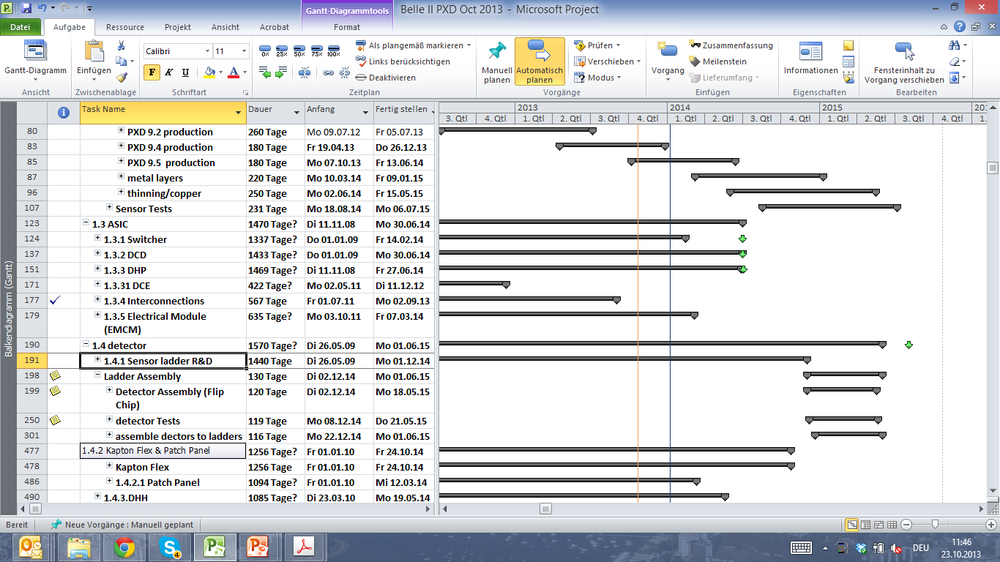 Gantt-Diagrammtools
Belle II PXD Oct 2013 - Microsoft Project
Datei Aufgabe Ressource Projekt Ansicht Acrobat Format
Gantt-Diagramm
Ansicht
Einfügen
Zwischenablage
Calibri 11
F K U
Schriftart
0% 25% 50% 75% 100%
Als plangemäß markieren
Links berücksichtigen
Deaktivieren
Zeitplan
Manuell planen
Automatisch planen
Prüfen
Verschieben
Modus
Vorgänge
Vorgang
Zusammenfassung
Meilenstein
Lieferumfang
Einfügen
Informationen
Eigenschaften
Fensterinhalt zu Vorgang verschieben
Bearbeiten
Task Name Dauer Anfang Fertig stellen
2013 2014 2015 201
3. Qtl 4. Qtl 1. Qtl 2. Qtl 3. Qtl 4. Qtl 1. Qtl 2. Qtl 3. Qtl 4. Qtl 1. Qtl 2. Qtl 3. Qtl 4. Qtl 1.
80 PXD 9.2 production 260 Tage Mo 09.07.12 Fr 05.07.13
83 PXD 9.4 production 180 Tage Fr 19.04.13 Do 26.12.13
85 PXD 9.5 production 180 Tage Mo 07.10.13 Fr 13.06.14
87 metal layers 220 Tage Mo 10.03.14 Fr 09.01.15
96 thinning/copper 250 Tage Mo 02.06.14 Fr 15.05.15
107 Sensor Tests 231 Tage Mo 18.08.14 Mo 06.07.15
123 1.3 ASIC 1470 Tage? Di 11.11.08 Mo 30.06.14
124 1.3.1 Switcher 1337 Tage? Do 01.01.09 Fr 14.02.14
137 1.3.2 DCD 1433 Tage? Do 01.01.09 Mo 30.06.14
151 1.3.3 DHP 1469 Tage? Di 11.11.08 Fr 27.06.14
171 1.3.31 DCE 422 Tage? Mo 02.05.11 Di 11.12.12
177 1.3.4 Interconnections 567 Tage Fr 01.07.11 Mo 02.09.13
179 1.3.5 Electrical Module (EMCM) 635 Tage? Mo 03.10.11 Fr 07.03.14
190 1.4 detector 1570 Tage? Di 26.05.09 Mo 01.06.15
191 1.4.1 Sensor ladder R&D 1440 Tage Di 26.05.09 Mo 01.12.14
198 Ladder Assembly 130 Tage Di 02.12.14 Mo 01.06.15
199 Detector Assembly (Flip Chip) 120 Tage Di 02.12.14 Mo 18.05.15
250 detector Tests 119 Tage Mo 08.12.14 Do 21.05.15
301 assemble dectors to ladders 116 Tage Mo 22.12.14 Mo 01.06.15
477 1.4.2 Kapton Flex & Patch Panel 1256 Tage? Fr 01.01.10 Fr 24.10.14
478 Kapton Flex 1256 Tage Fr 01.01.10 Fr 24.10.14
486 1.4.2.1 Patch Panel 1094 Tage? Fr 01.01.10 Mi 12.03.14
490 1.4.3.DHH 1085 Tage? Di 23.03.10 Mo 19.05.14
Balkendiagramm (Gantt)
Bereit Neue Vorgänge : Manuell geplant
4
DEU
11:46
23.10.2013